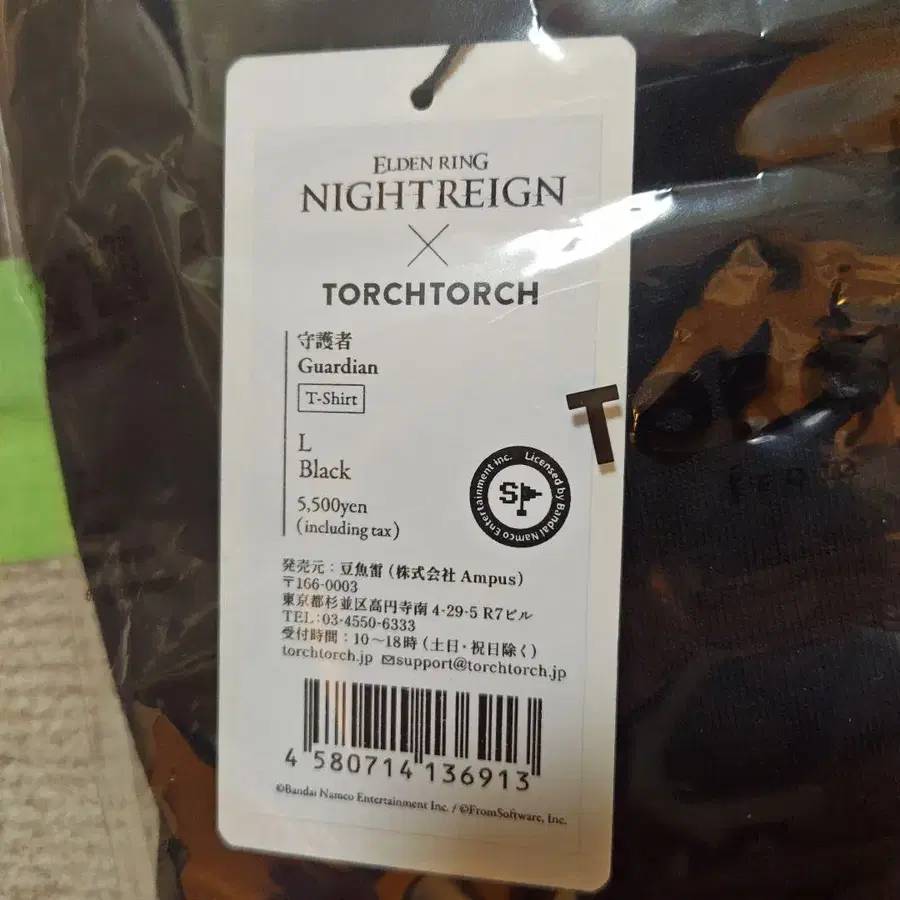 ELDEN RING
NIGHTREIGN
×
TORCHTORCH
守護者
Guardian
T-Shirt
L
Black
5,500yen
(including tax)
Licensed by Bandai Namco Entertainment Inc.
SP
発売元：豆魚雷（株式会社 Ampus）
〒166-0003
東京都杉並区高円寺南 4-29-5 R7ビル
TEL：03-4550-6333
受付時間：10～18時（土日・祝日除く）
torchtorch.jp ✉support@torchtorch.jp
4 580714 136913
©Bandai Namco Entertainment Inc. / ©FromSoftware, Inc.